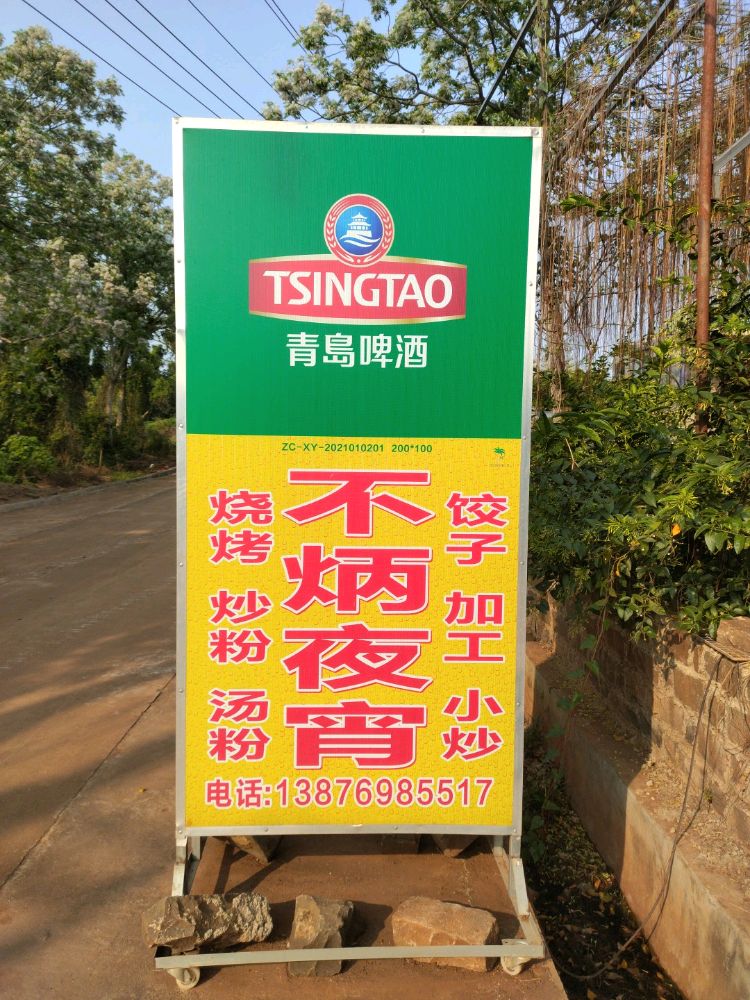 TSINGTAO
青島啤酒
ZC-XY-2021010201 200*100
不炳夜宵
烧烤
炒粉
汤粉
饺子
加工
小炒
电话:13876985517